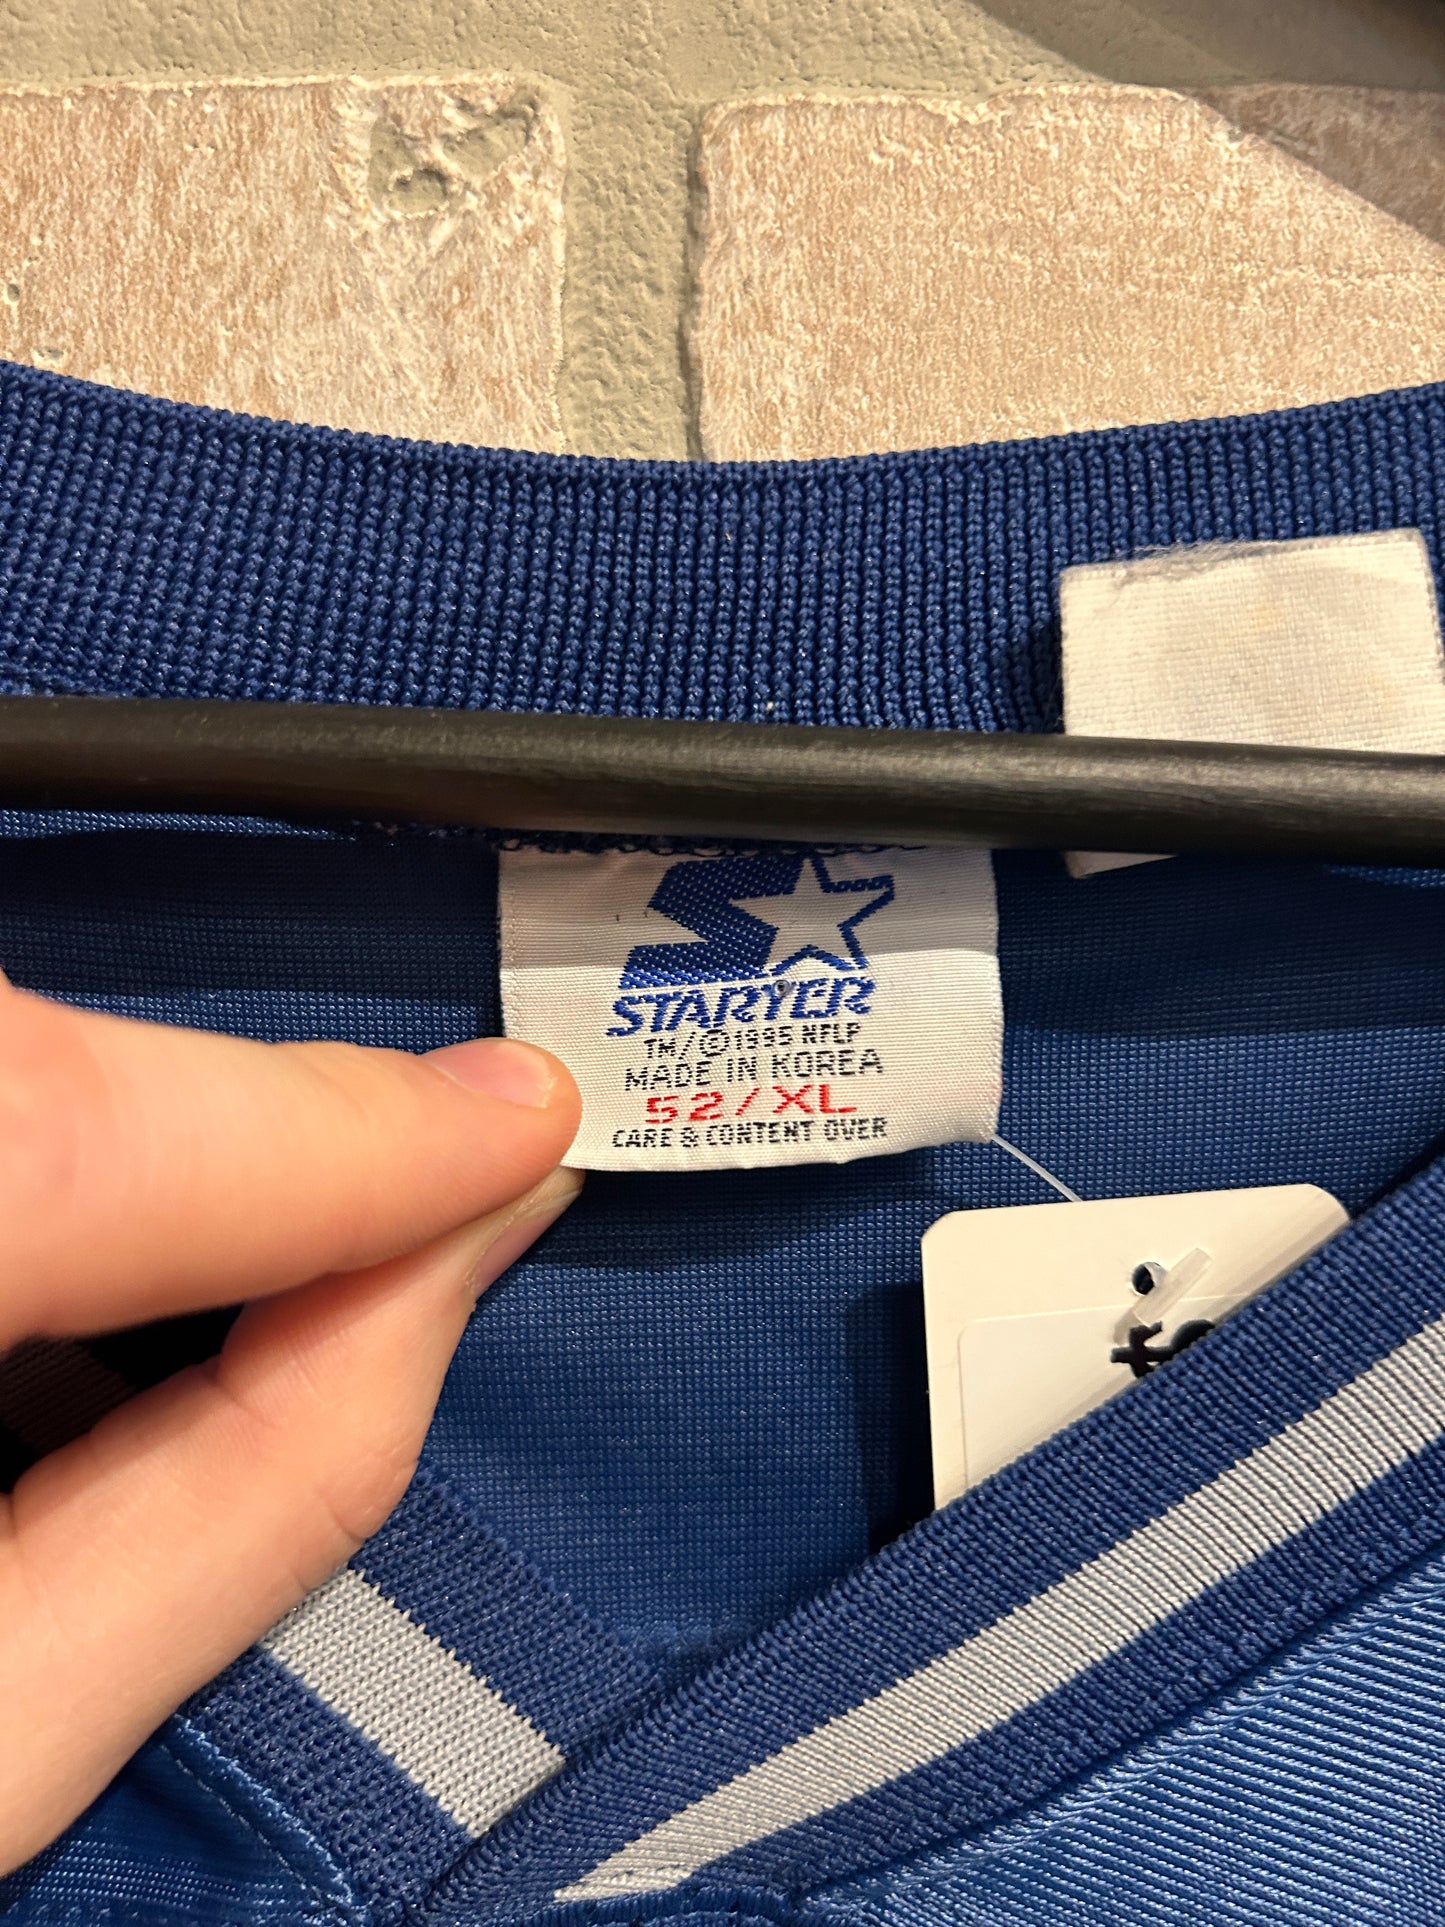 STARTER
TM/©1995 NFLP
MADE IN KOREA
52/XL
CARE & CONTENT OVER